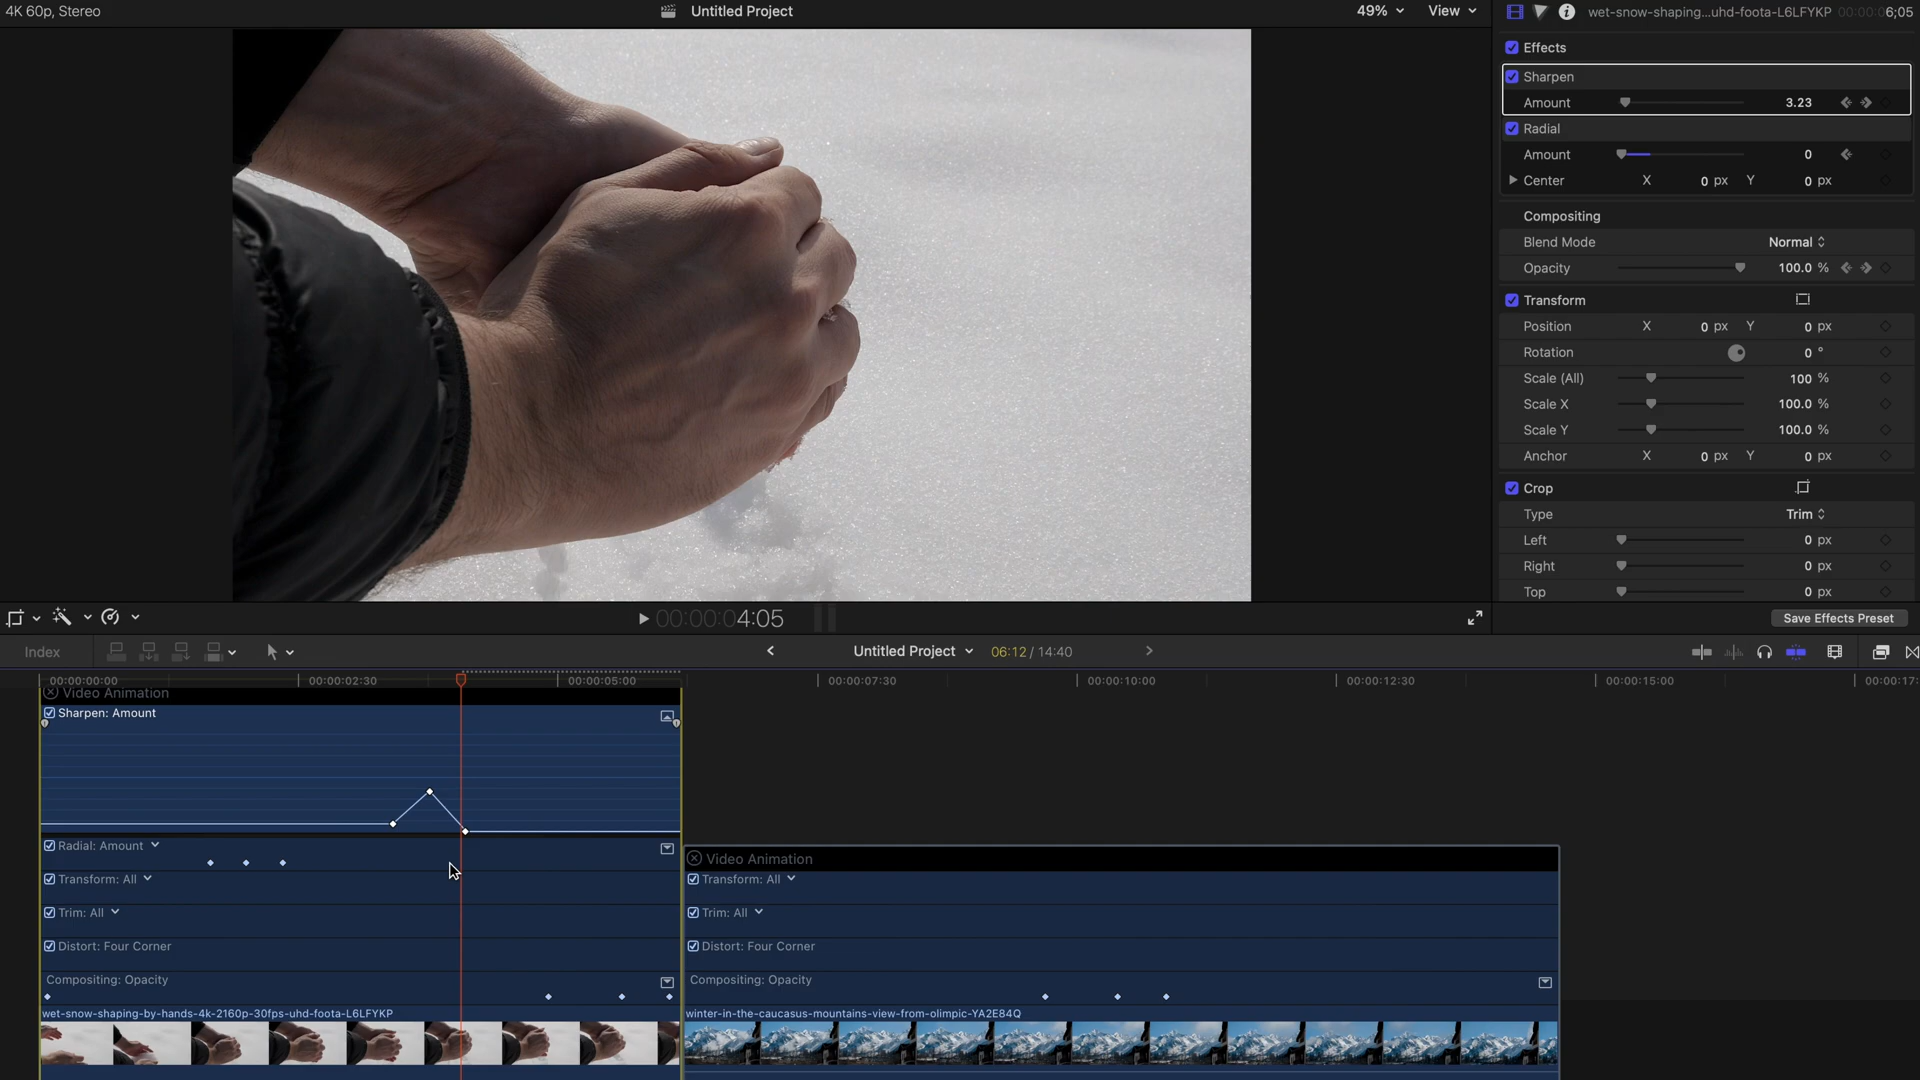 4K 60p, Stereo
Untitled Project
49%
View
wet-snow-shaping...uhd-foota-L6LFYKP
00:00:06;05
Effects
Sharpen
Amount 3.23
Radial
Amount 0
Center X 0 px Y 0 px
Compositing
Blend Mode Normal
Opacity 100.0 %
Transform
Position X 0 px Y 0 px
Rotation 0 °
Scale (All) 100 %
Scale X 100.0 %
Scale Y 100.0 %
Anchor X 0 px Y 0 px
Crop
Type Trim
Left 0 px
Right 0 px
Top 0 px
00:00:04:05
Save Effects Preset
Index
Untitled Project
06:12 / 14:40
00:00:00:00 00:00:02:30 00:00:05:00 00:00:07:30 00:00:10:00 00:00:12:30 00:00:15:00 00:00:17:
Video Animation
Sharpen: Amount
Radial: Amount
Transform: All
Trim: All
Distort: Four Corner
Compositing: Opacity
wet-snow-shaping-by-hands-4k-2160p-30fps-uhd-foota-L6LFYKP
Video Animation
Transform: All
Trim: All
Distort: Four Corner
Compositing: Opacity
winter-in-the-caucasus-mountains-view-from-olimpic-YA2E84Q